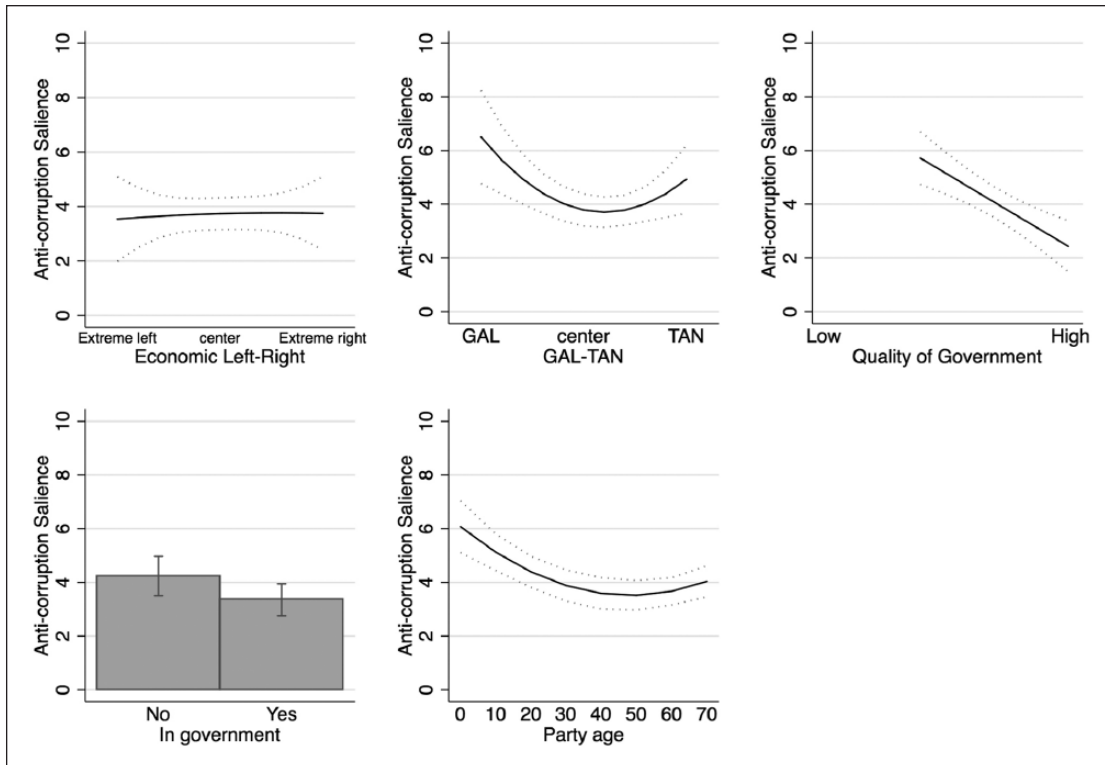 Anti-corruption Salience
10
8
6
4
2
0
Extreme left center Extreme right
Economic Left-Right
Anti-corruption Salience
10
8
6
4
2
0
GAL center TAN
GAL-TAN
Anti-corruption Salience
10
8
6
4
2
0
Low High
Quality of Government
Anti-corruption Salience
10
8
6
4
2
0
No Yes
In government
Anti-corruption Salience
10
8
6
4
2
0
0 10 20 30 40 50 60 70
Party age